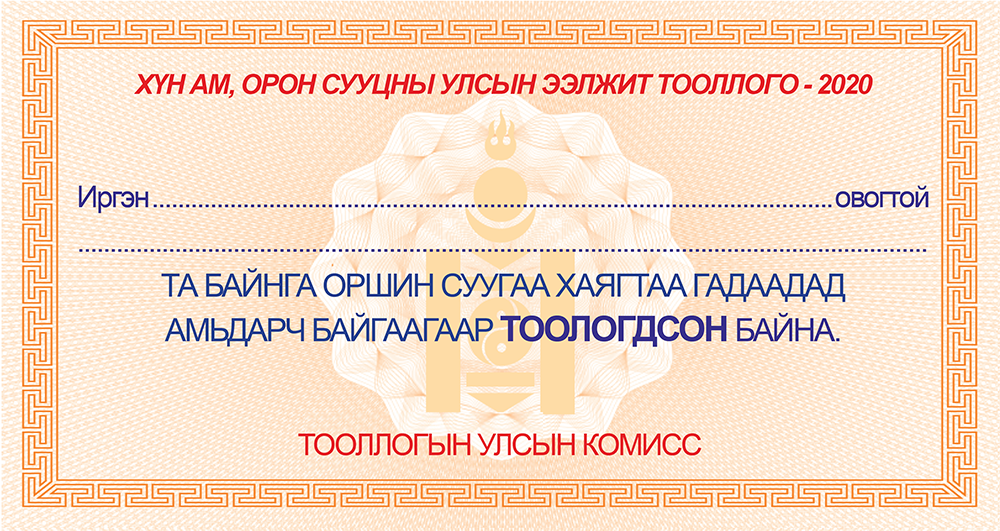 ХҮН АМ, ОРОН СУУЦНЫ УЛСЫН ЭЭЛЖИТ ТООЛЛОГО - 2020
Иргэн ........................................................................................................ овогтой
....................................................................................................................................
ТА БАЙНГА ОРШИН СУУГАА ХАЯГТАА ГАДААДАД
АМЬДАРЧ БАЙГААГААР ТООЛОГДСОН БАЙНА.
ТООЛЛОГЫН УЛСЫН КОМИСС